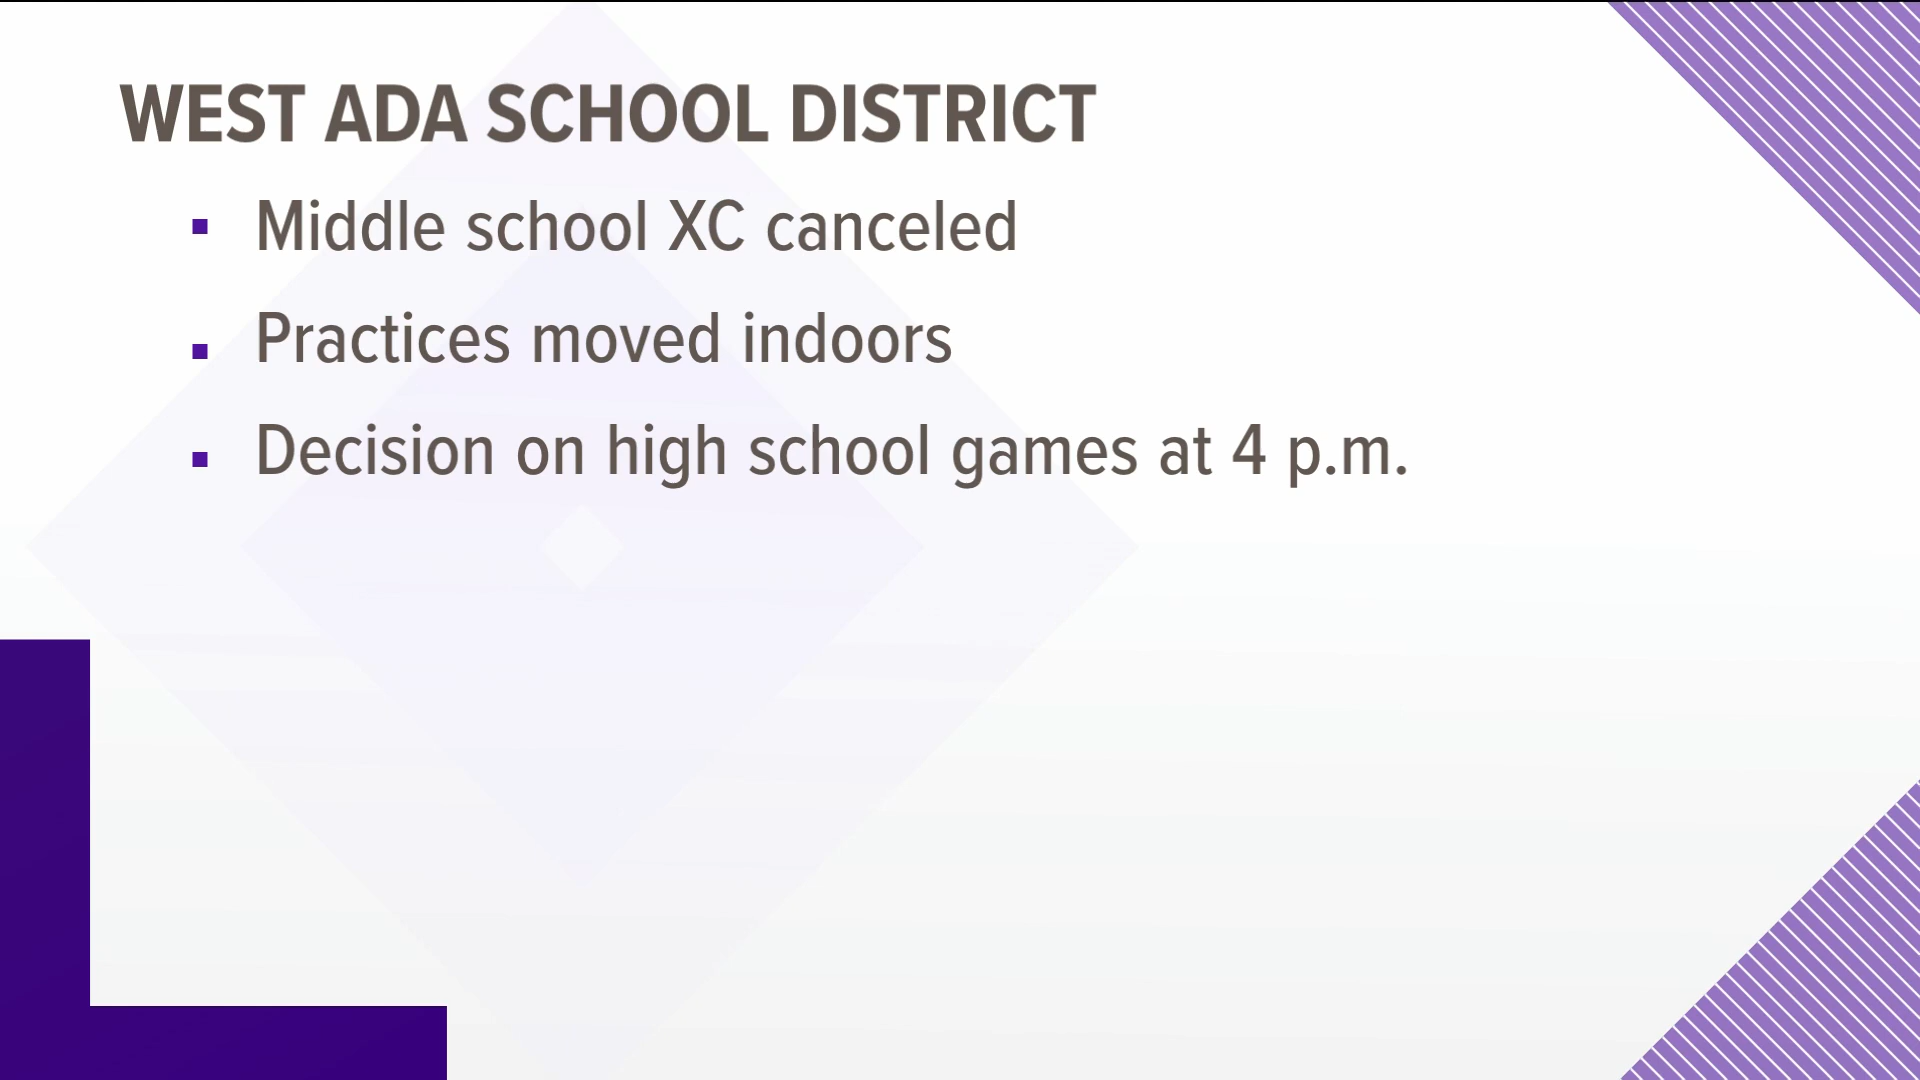 WEST ADA SCHOOL DISTRICT
Middle school XC canceled
Practices moved indoors
Decision on high school games at 4 p.m.